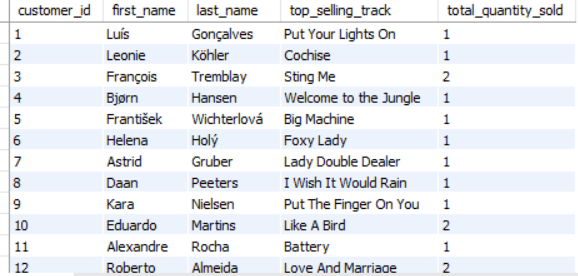 customer_id first_name last_name top_selling_track total_quantity_sold
1 Luís Gonçalves Put Your Lights On 1
2 Leonie Köhler Cochise 1
3 François Tremblay Sting Me 2
4 Bjørn Hansen Welcome to the Jungle 1
5 František Wichterlová Big Machine 1
6 Helena Holý Foxy Lady 1
7 Astrid Gruber Lady Double Dealer 1
8 Daan Peeters I Wish It Would Rain 1
9 Kara Nielsen Put The Finger On You 1
10 Eduardo Martins Like A Bird 2
11 Alexandre Rocha Battery 1
12 Roberto Almeida Love And Marriage 2